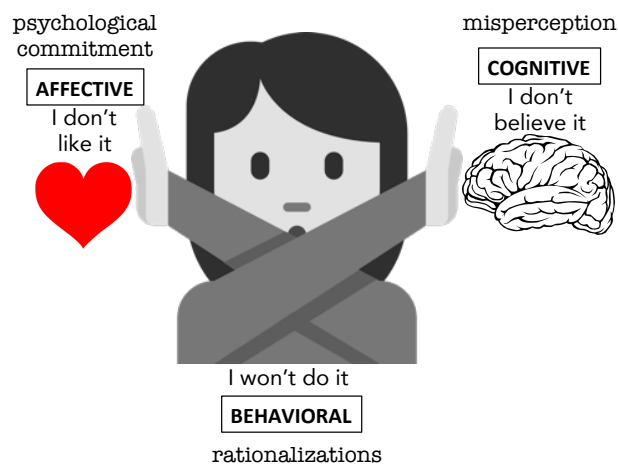 psychological
commitment
AFFECTIVE
I don't
like it
misperception
COGNITIVE
I don't
believe it
I won't do it
BEHAVIORAL
rationalizations